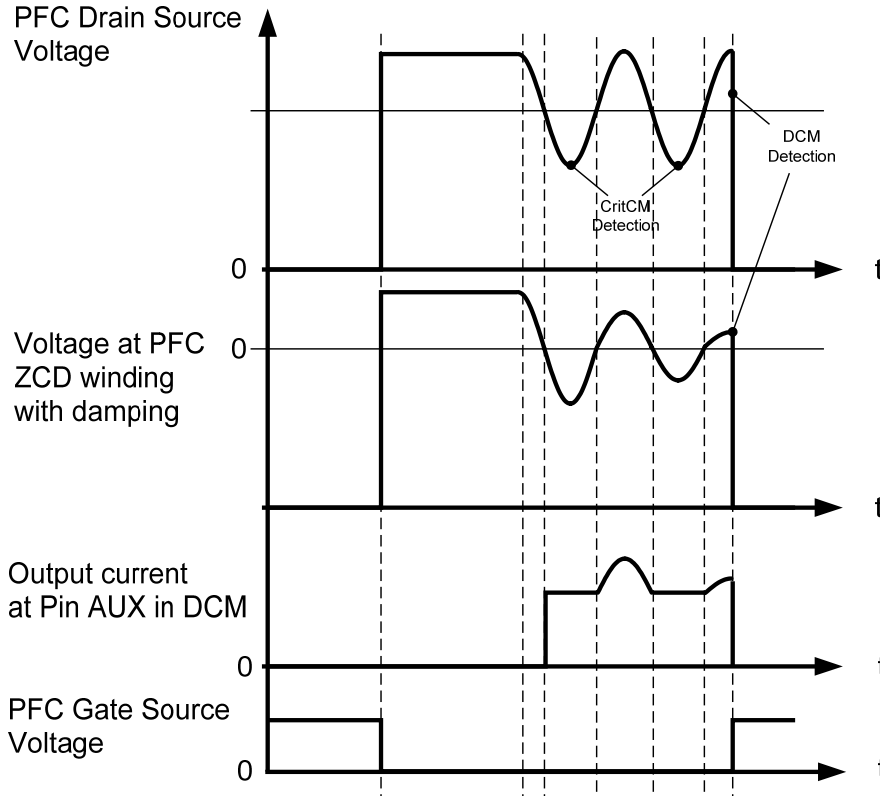 PFC Drain Source
Voltage
DCM
Detection
CritCM
Detection
0
t
Voltage at PFC
0
ZCD winding
with damping
t
Output current
at Pin AUX in DCM
0
t
PFC Gate Source
Voltage
0
t